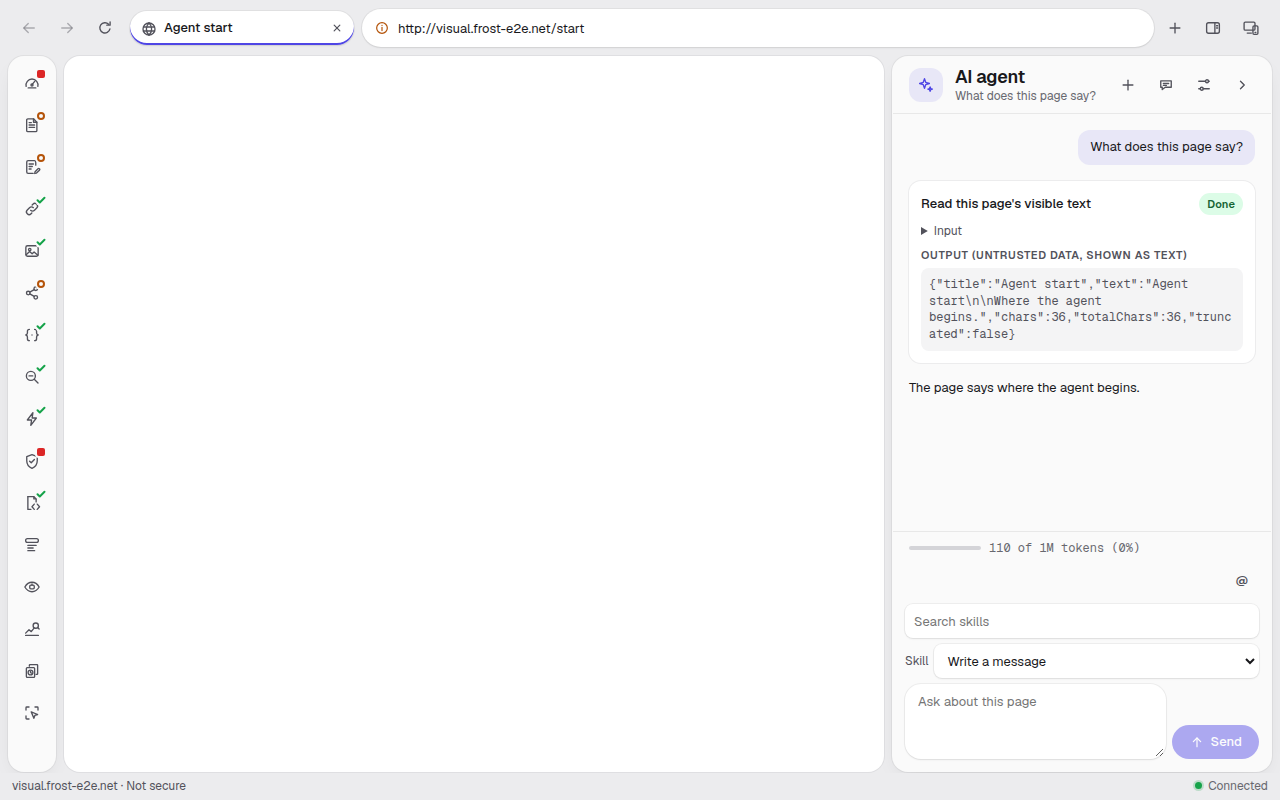 Agent start
http://visual.frost-e2e.net/start
AI agent
What does this page say?
What does this page say?
Read this page's visible text
Done
Input
OUTPUT (UNTRUSTED DATA, SHOWN AS TEXT)
{"title":"Agent start","text":"Agent
start\n\nWhere the agent
begins.","chars":36,"totalChars":36,"trunc
ated":false}
The page says where the agent begins.
110 of 1M tokens (0%)
@
Search skills
Skill
Write a message
Ask about this page
Send
visual.frost-e2e.net · Not secure
Connected